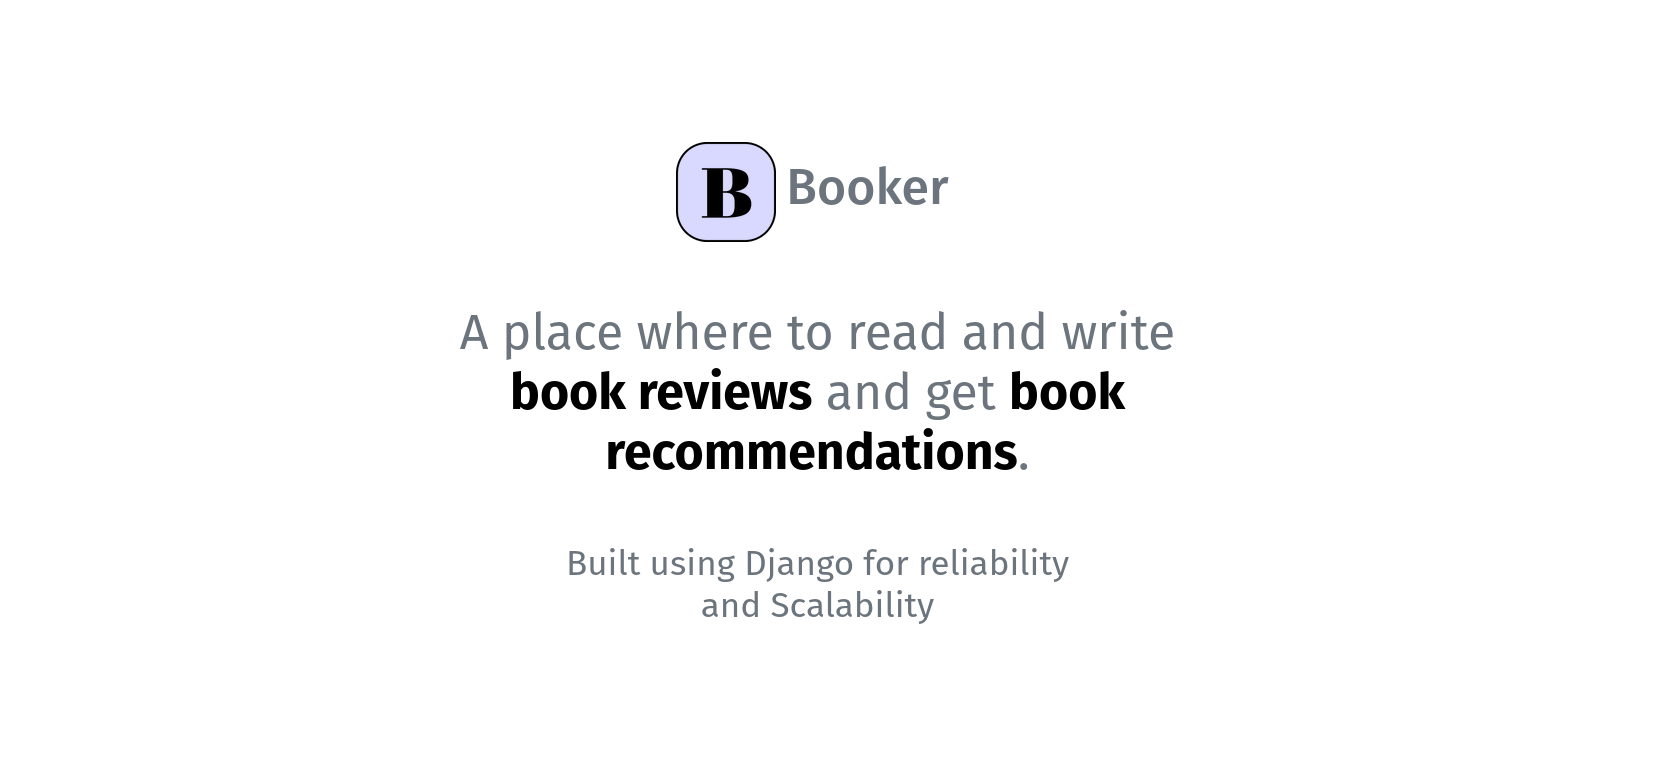 B Booker
A place where to read and write
book reviews and get book
recommendations.
Built using Django for reliability
and Scalability